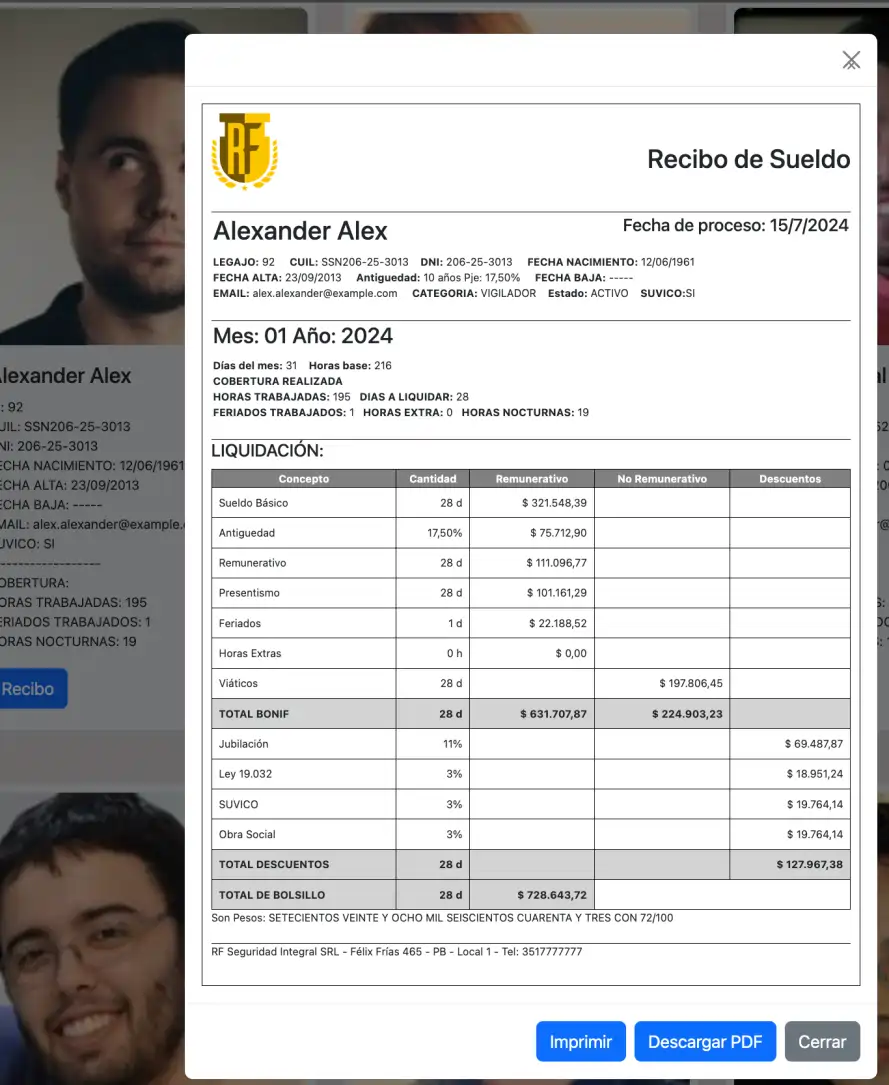 RF
Recibo de Sueldo
Alexander Alex
Fecha de proceso: 15/7/2024
LEGAJO: 92 CUIL: SSN206-25-3013 DNI: 206-25-3013 FECHA NACIMIENTO: 12/06/1961
FECHA ALTA: 23/09/2013 Antiguedad: 10 años Pje: 17,50% FECHA BAJA: -----
EMAIL: alex.alexander@example.com CATEGORIA: VIGILADOR Estado: ACTIVO SUVICO:SI
Mes: 01 Año: 2024
Días del mes: 31 Horas base: 216
COBERTURA REALIZADA
HORAS TRABAJADAS: 195 DIAS A LIQUIDAR: 28
FERIADOS TRABAJADOS: 1 HORAS EXTRA: 0 HORAS NOCTURNAS: 19
LIQUIDACIÓN:
Concepto Cantidad Remunerativo No Remunerativo Descuentos
Sueldo Básico 28 d $ 321.548,39
Antiguedad 17,50% $ 75.712,90
Remunerativo 28 d $ 111.096,77
Presentismo 28 d $ 101.161,29
Feriados 1 d $ 22.188,52
Horas Extras 0 h $ 0,00
Viáticos 28 d $ 197.806,45
TOTAL BONIF 28 d $ 631.707,87 $ 224.903,23
Jubilación 11% $ 69.487,87
Ley 19.032 3% $ 18.951,24
SUVICO 3% $ 19.764,14
Obra Social 3% $ 19.764,14
TOTAL DESCUENTOS 28 d $ 127.967,38
TOTAL DE BOLSILLO 28 d $ 728.643,72
Son Pesos: SETECIENTOS VEINTE Y OCHO MIL SEISCIENTOS CUARENTA Y TRES CON 72/100
RF Seguridad Integral SRL - Félix Frías 465 - PB - Local 1 - Tel: 3517777777
Imprimir Descargar PDF Cerrar
lexander Alex
: 92
UIL: SSN206-25-3013
NI: 206-25-3013
ECHA NACIMIENTO: 12/06/1961
ECHA ALTA: 23/09/2013
ECHA BAJA: -----
MAIL: alex.alexander@example.
UVICO: SI
------------------
OBERTURA:
ORAS TRABAJADAS: 195
ERIADOS TRABAJADOS: 1
ORAS NOCTURNAS: 19
Recibo